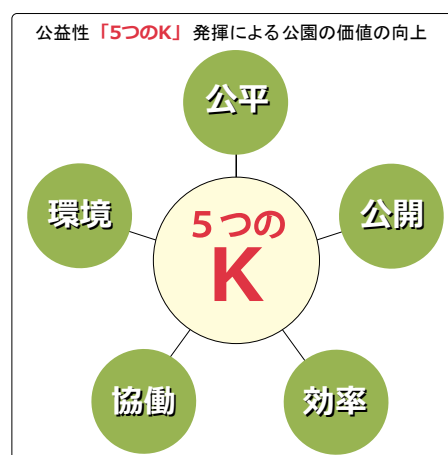 公益性「5つのK」発揮による公園の価値の向上
公平
環境
5つの
K
公開
協働
効率